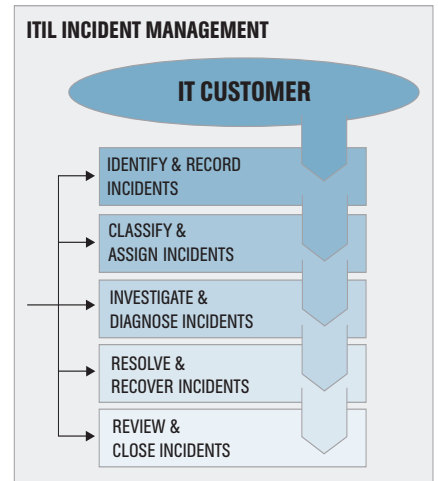 ITIL INCIDENT MANAGEMENT
IT CUSTOMER
IDENTIFY & RECORD
INCIDENTS
CLASSIFY &
ASSIGN INCIDENTS
INVESTIGATE &
DIAGNOSE INCIDENTS
RESOLVE &
RECOVER INCIDENTS
REVIEW &
CLOSE INCIDENTS